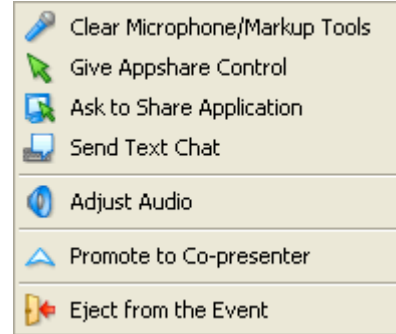 Clear Microphone/Markup Tools
Give Appshare Control
Ask to Share Application
Send Text Chat
Adjust Audio
Promote to Co-presenter
Eject from the Event